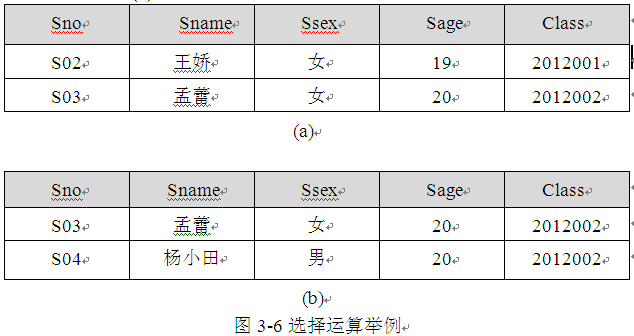 Sno Sname Ssex Sage Class
S02 王娇 女 19 2012001
S03 孟蕾 女 20 2012002
(a)
Sno Sname Ssex Sage Class
S03 孟蕾 女 20 2012002
S04 杨小田 男 20 2012002
(b)
图 3-6 选择运算举例